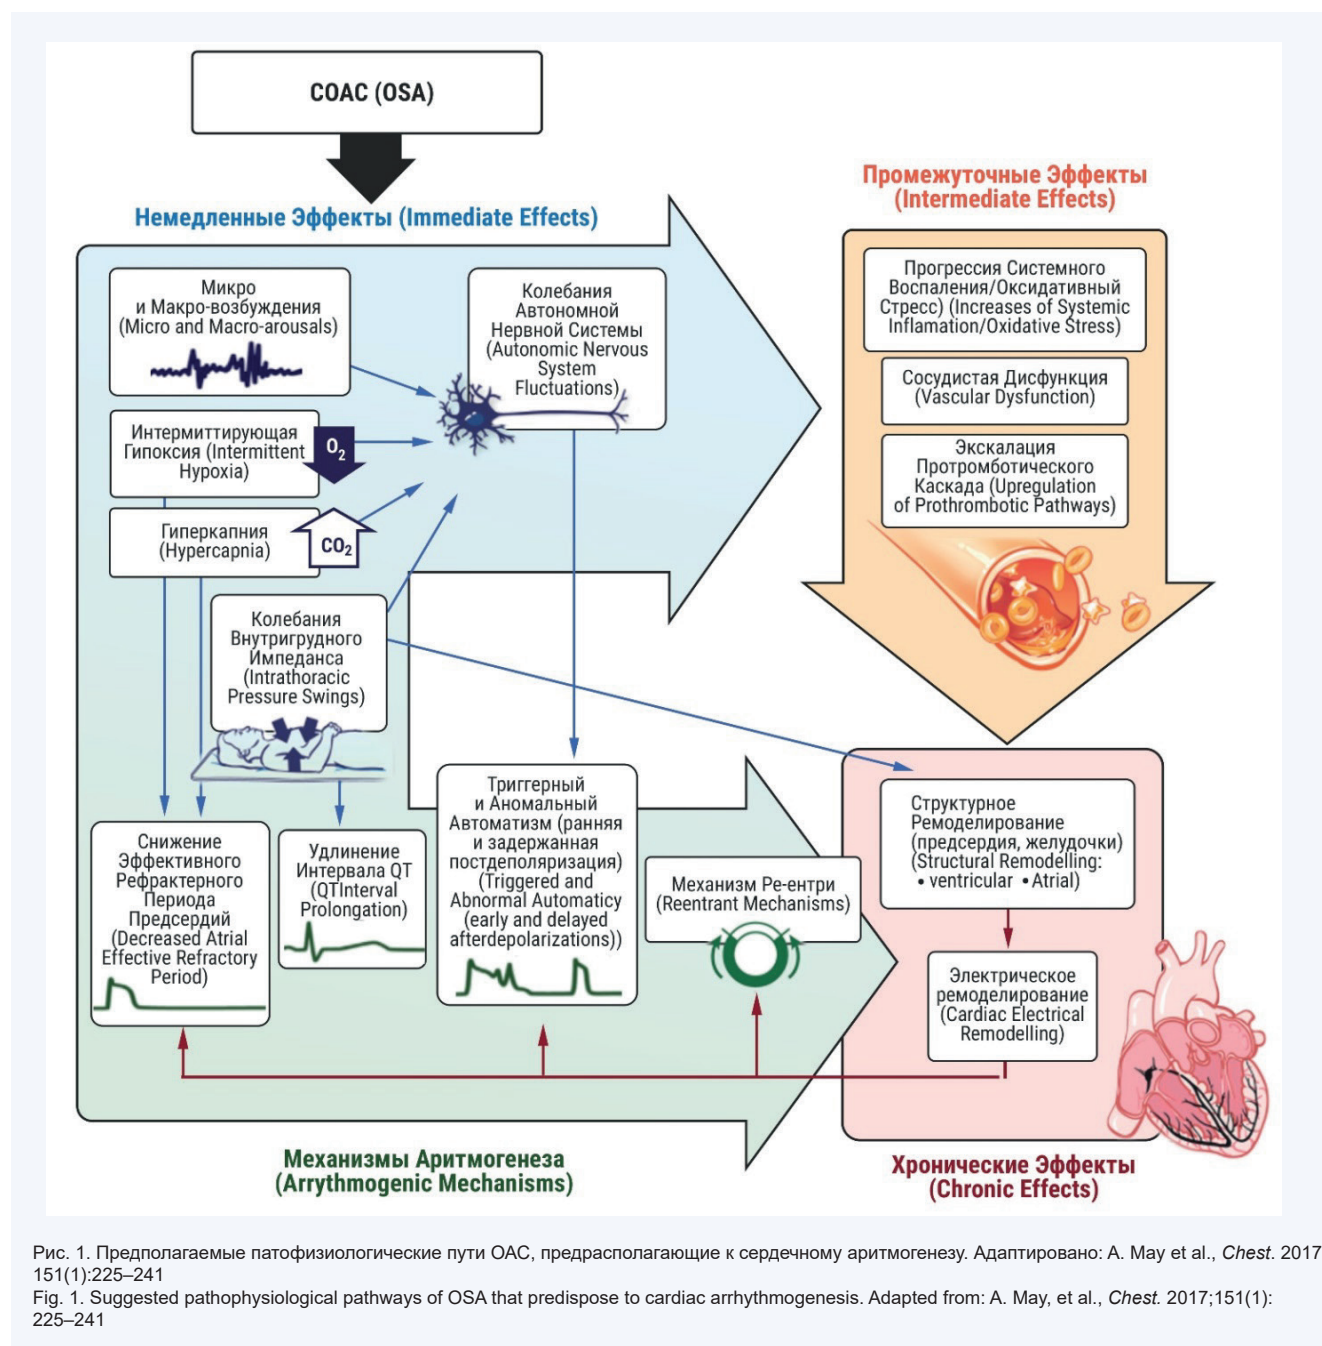 СОАС (OSA)
Немедленные Эффекты (Immediate Effects)
Микро
и Макро-возбуждения
(Micro and Macro-arousals)
Колебания
Автономной
Нервной Системы
(Autonomic Nervous
System
Fluctuations)
Интермиттирующая
Гипоксия (Intermittent
Hypoxia)
O2
Гиперкапния
(Hypercapnia)
CO2
Колебания
Внутригрудного
Импеданса
(Intrathoracic
Pressure Swings)
Промежуточные Эффекты
(Intermediate Effects)
Прогрессия Системного
Воспаления/Оксидативный
Стресс) (Increases of Systemic
Inflamation/Oxidative Stress)
Сосудистая Дисфункция
(Vascular Dysfunction)
Экскалация
Протромботического
Каскада (Upregulation
of Prothrombotic Pathways)
Снижение
Эффективного
Рефрактерного
Периода
Предсердий
(Decreased Atrial
Effective Refractory
Period)
Удлинение
Интервала QT
(QTInterval
Prolongation)
Триггерный
и Аномальный
Автоматизм (ранняя
и задержанная
постдеполяризация)
(Triggered and
Abnormal Automaticy
(early and delayed
afterdepolarizations))
Механизм Ре-ентри
(Reentrant Mechanisms)
Структурное
Ремоделирование
(предсердия, желудочки)
(Structural Remodelling:
• ventricular • Atrial)
Электрическое
ремоделирование
(Cardiac Electrical
Remodelling)
Механизмы Аритмогенеза
(Arrythmogenic Mechanisms)
Хронические Эффекты
(Chronic Effects)
Рис. 1. Предполагаемые патофизиологические пути ОАС, предрасполагающие к сердечному аритмогенезу. Адаптировано: A. May et al., Chest. 2017
151(1):225–241
Fig. 1. Suggested pathophysiological pathways of OSA that predispose to cardiac arrhythmogenesis. Adapted from: A. May, et al., Chest. 2017;151(1):
225–241